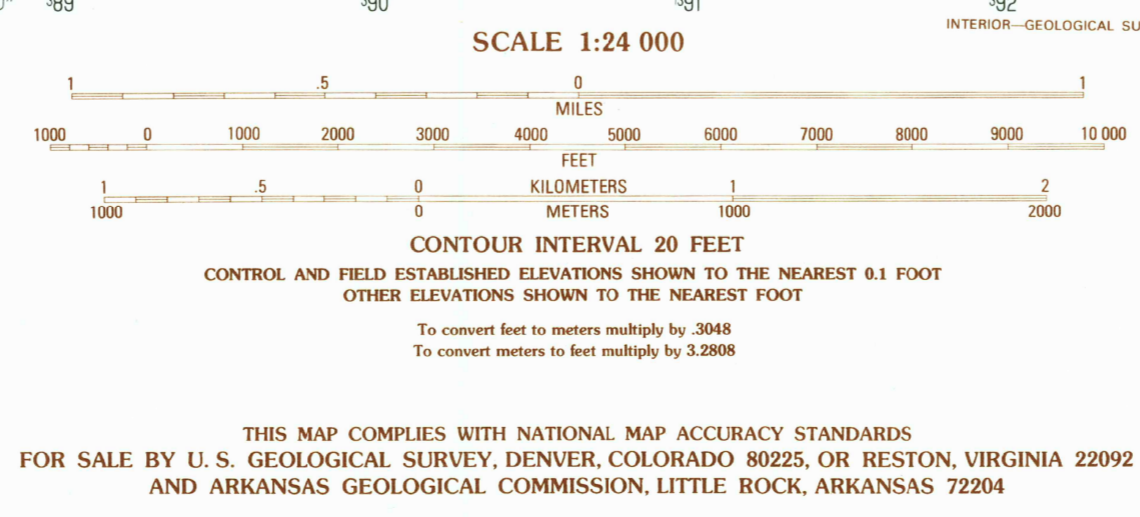 389 390 391 392
INTERIOR—GEOLOGICAL SU
SCALE 1:24 000
1 .5 0 1
MILES
1000 0 1000 2000 3000 4000 5000 6000 7000 8000 9000 10 000
FEET
1 .5 0 KILOMETERS 1 2
1000 0 METERS 1000 2000
CONTOUR INTERVAL 20 FEET
CONTROL AND FIELD ESTABLISHED ELEVATIONS SHOWN TO THE NEAREST 0.1 FOOT
OTHER ELEVATIONS SHOWN TO THE NEAREST FOOT
To convert feet to meters multiply by .3048
To convert meters to feet multiply by 3.2808
THIS MAP COMPLIES WITH NATIONAL MAP ACCURACY STANDARDS
FOR SALE BY U. S. GEOLOGICAL SURVEY, DENVER, COLORADO 80225, OR RESTON, VIRGINIA 22092
AND ARKANSAS GEOLOGICAL COMMISSION, LITTLE ROCK, ARKANSAS 72204